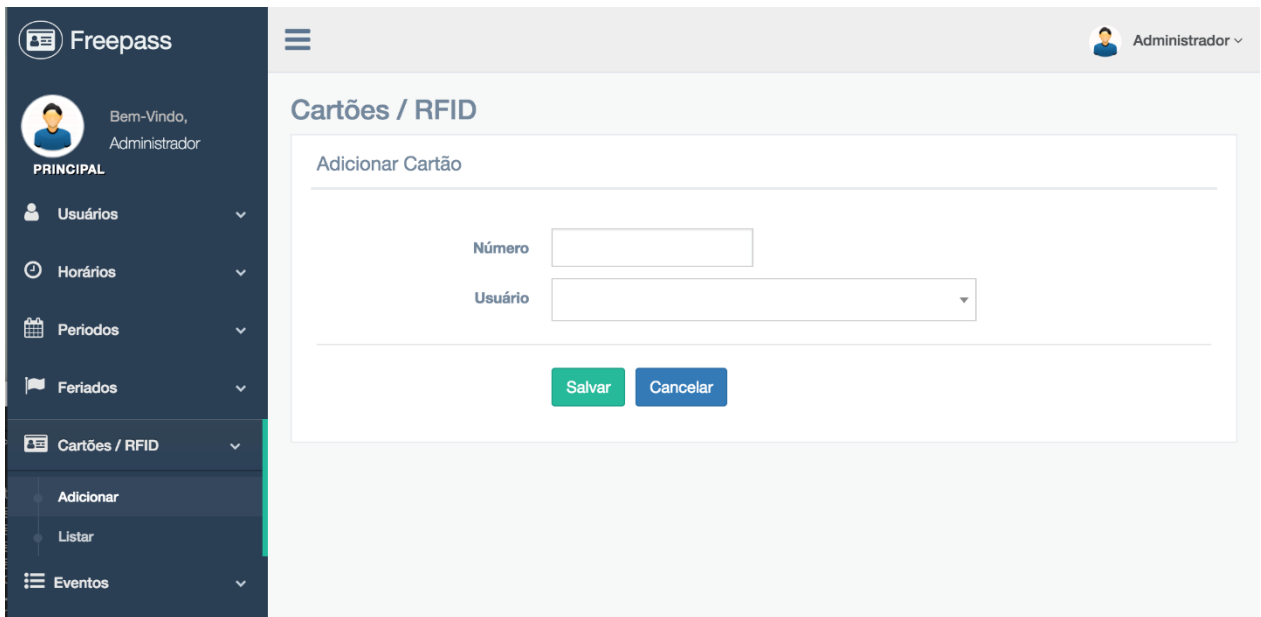 Freepass
Administrador
Bem-Vindo,
Administrador
PRINCIPAL
Usuários
Horários
Periodos
Feriados
Cartões / RFID
Adicionar
Listar
Eventos
Cartões / RFID
Adicionar Cartão
Número
Usuário
Salvar Cancelar